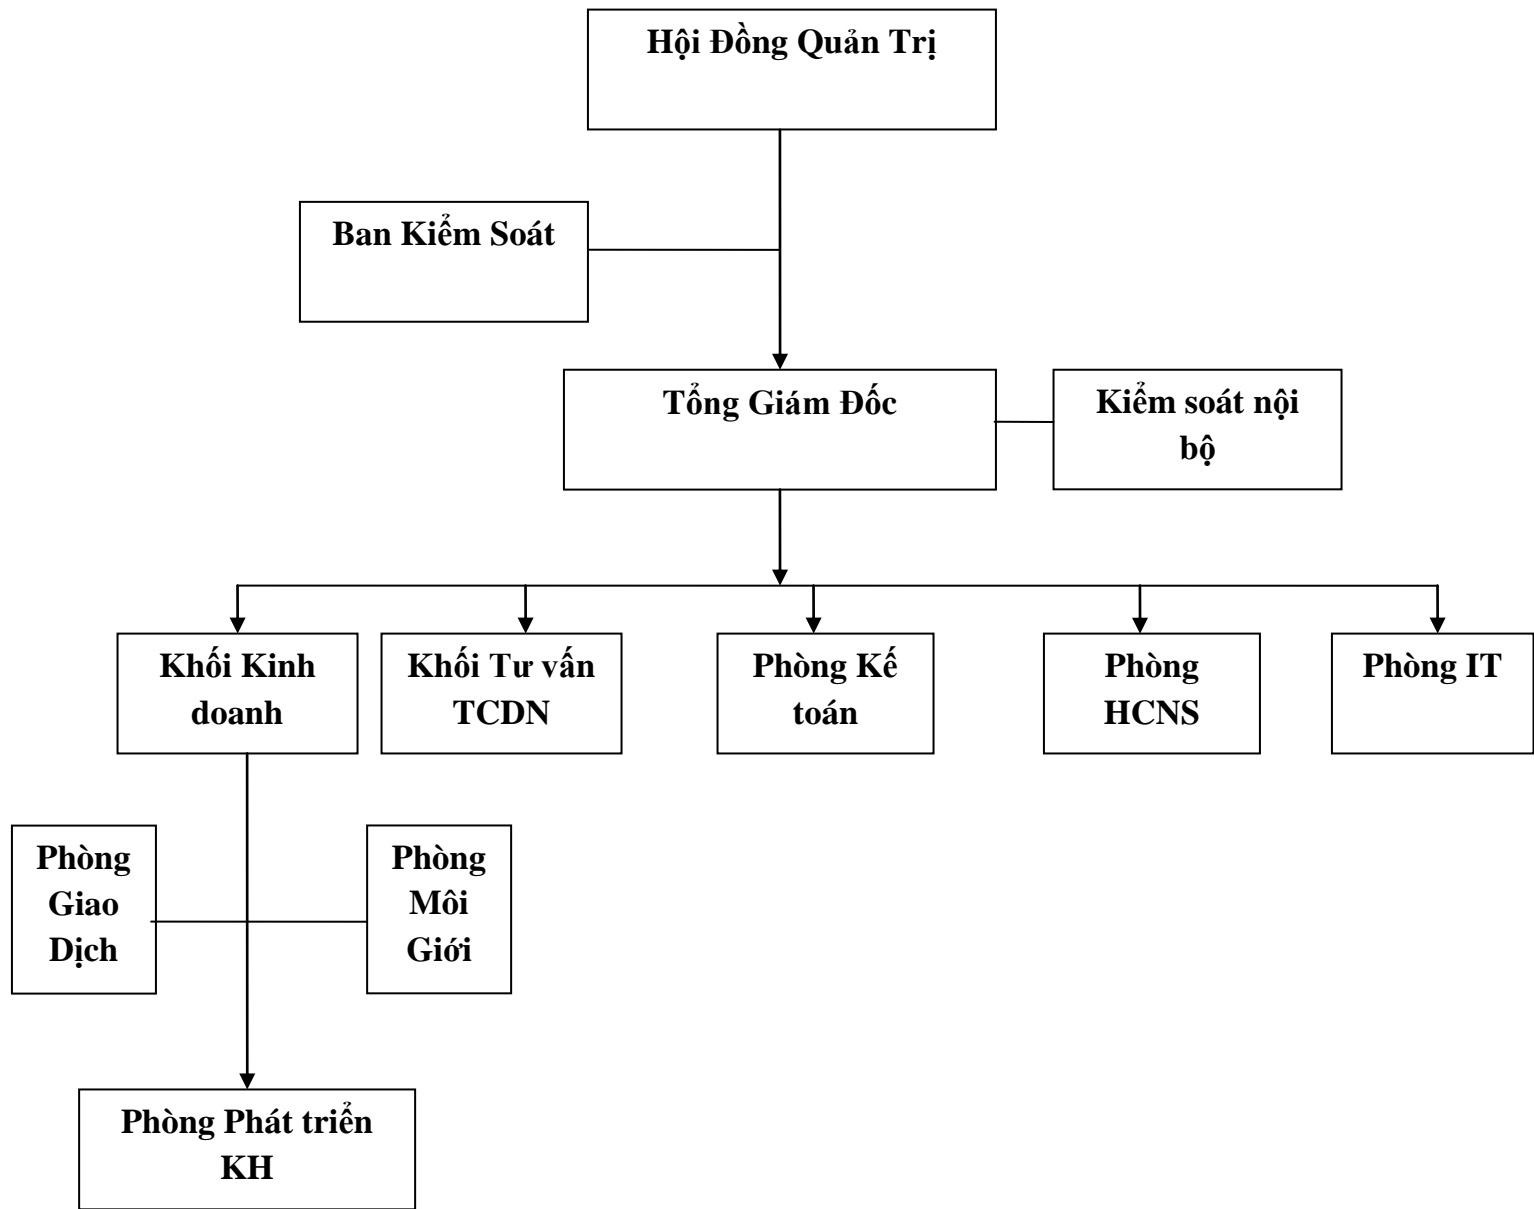 Hội Đồng Quản Trị
Ban Kiểm Soát
Tổng Giám Đốc
Kiểm soát nội
bộ
Khối Kinh
doanh
Khối Tư vấn
TCDN
Phòng Kế
toán
Phòng
HCNS
Phòng IT
Phòng
Giao
Dịch
Phòng
Môi
Giới
Phòng Phát triển
KH